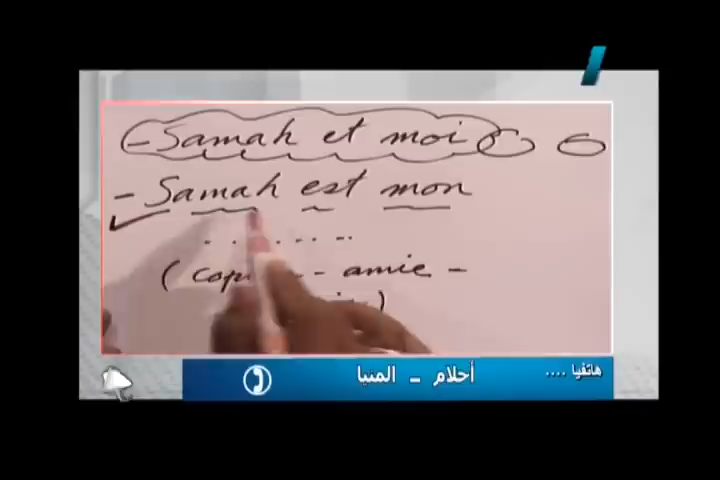 - Samah et moi
- Samah est mon
. . . . . . . .
( cop - - amie -
)
هاتفيا ....
أحلام - المنيا